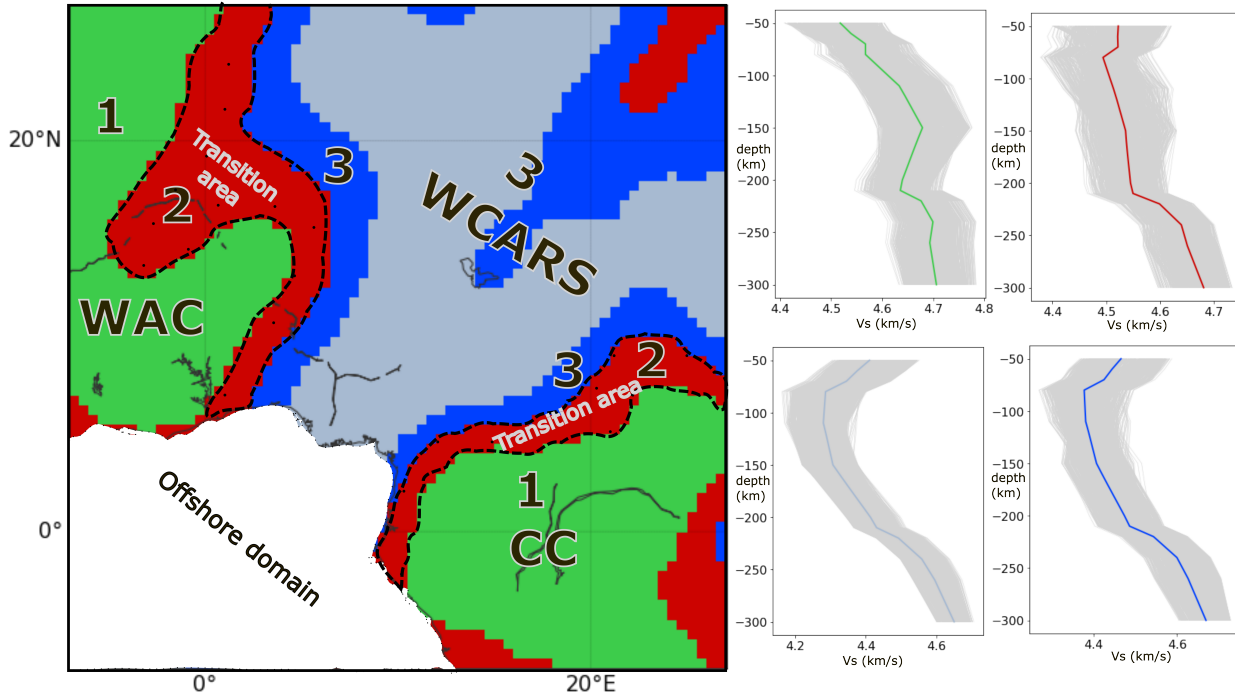 1
20°N
Transition
area
3
3
2
WCARS
WAC
3
2
Transition area
1
0°
CC
Offshore domain
0°
20°E
−50
−100
−150
−200
−250
−300
depth
(km)
4.4
4.5
4.6
4.7
4.8
Vs (km/s)
−50
−100
−150
−200
−250
−300
depth
(km)
4.4
4.5
4.6
4.7
Vs (km/s)
−50
−100
−150
−200
−250
−300
depth
(km)
4.2
4.4
4.6
Vs (km/s)
−50
−100
−150
−200
−250
−300
depth
(km)
4.4
4.6
Vs (km/s)